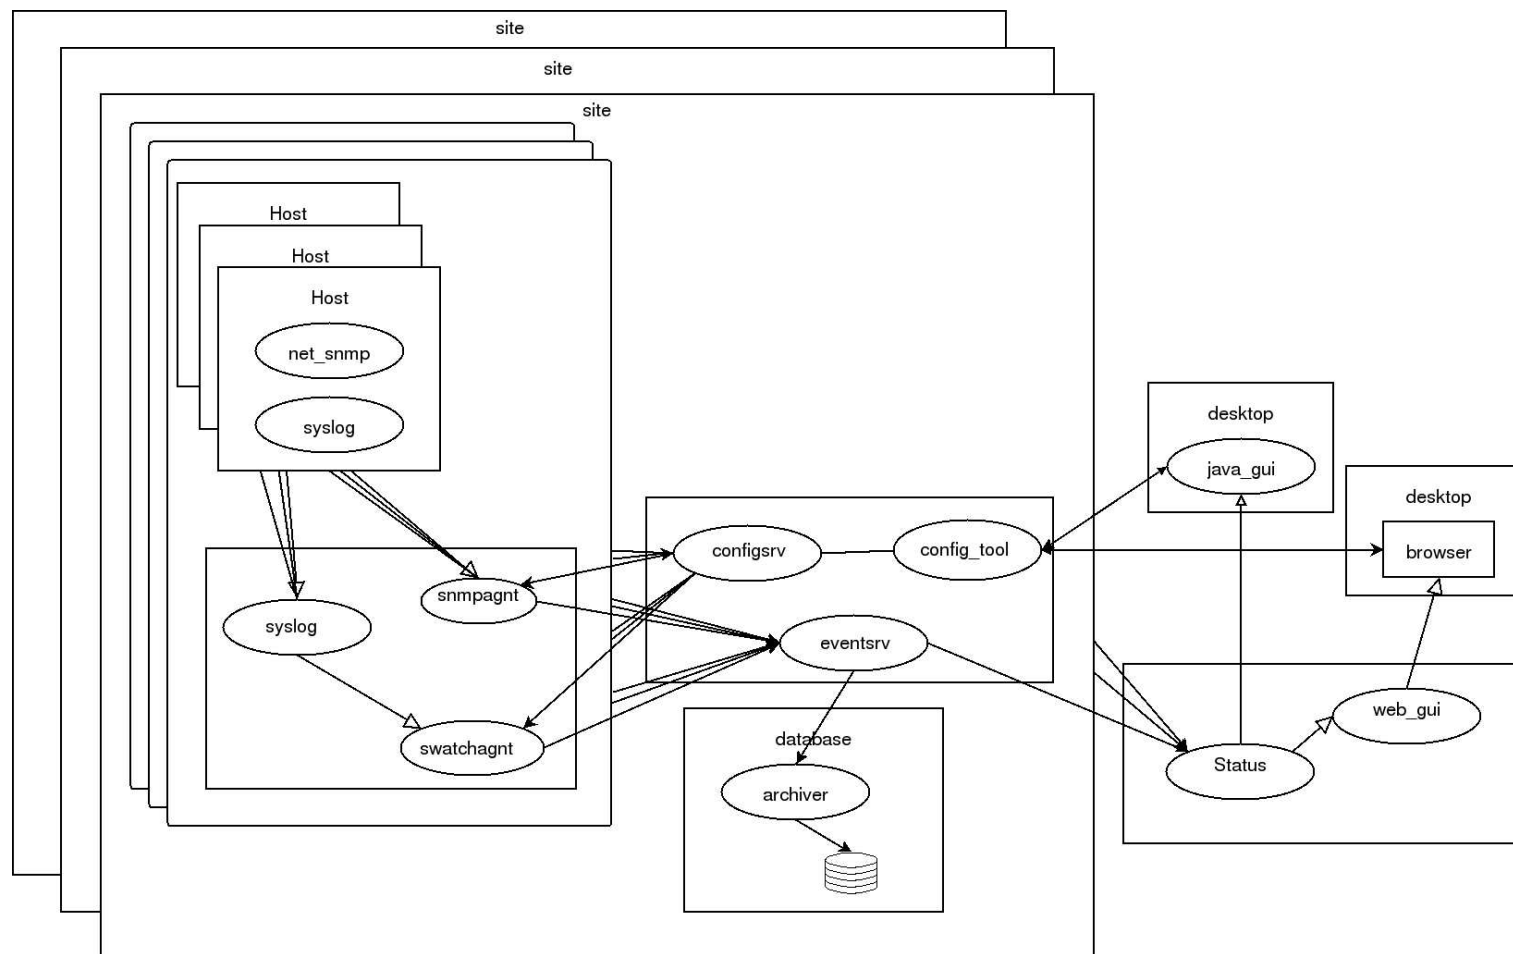 site
site
site
Host
Host
Host
net_snmp
syslog
desktop
java_gui
desktop
browser
configsrv
config_tool
snmpagnt
syslog
eventsrv
web_gui
swatchagnt
database
Status
archiver